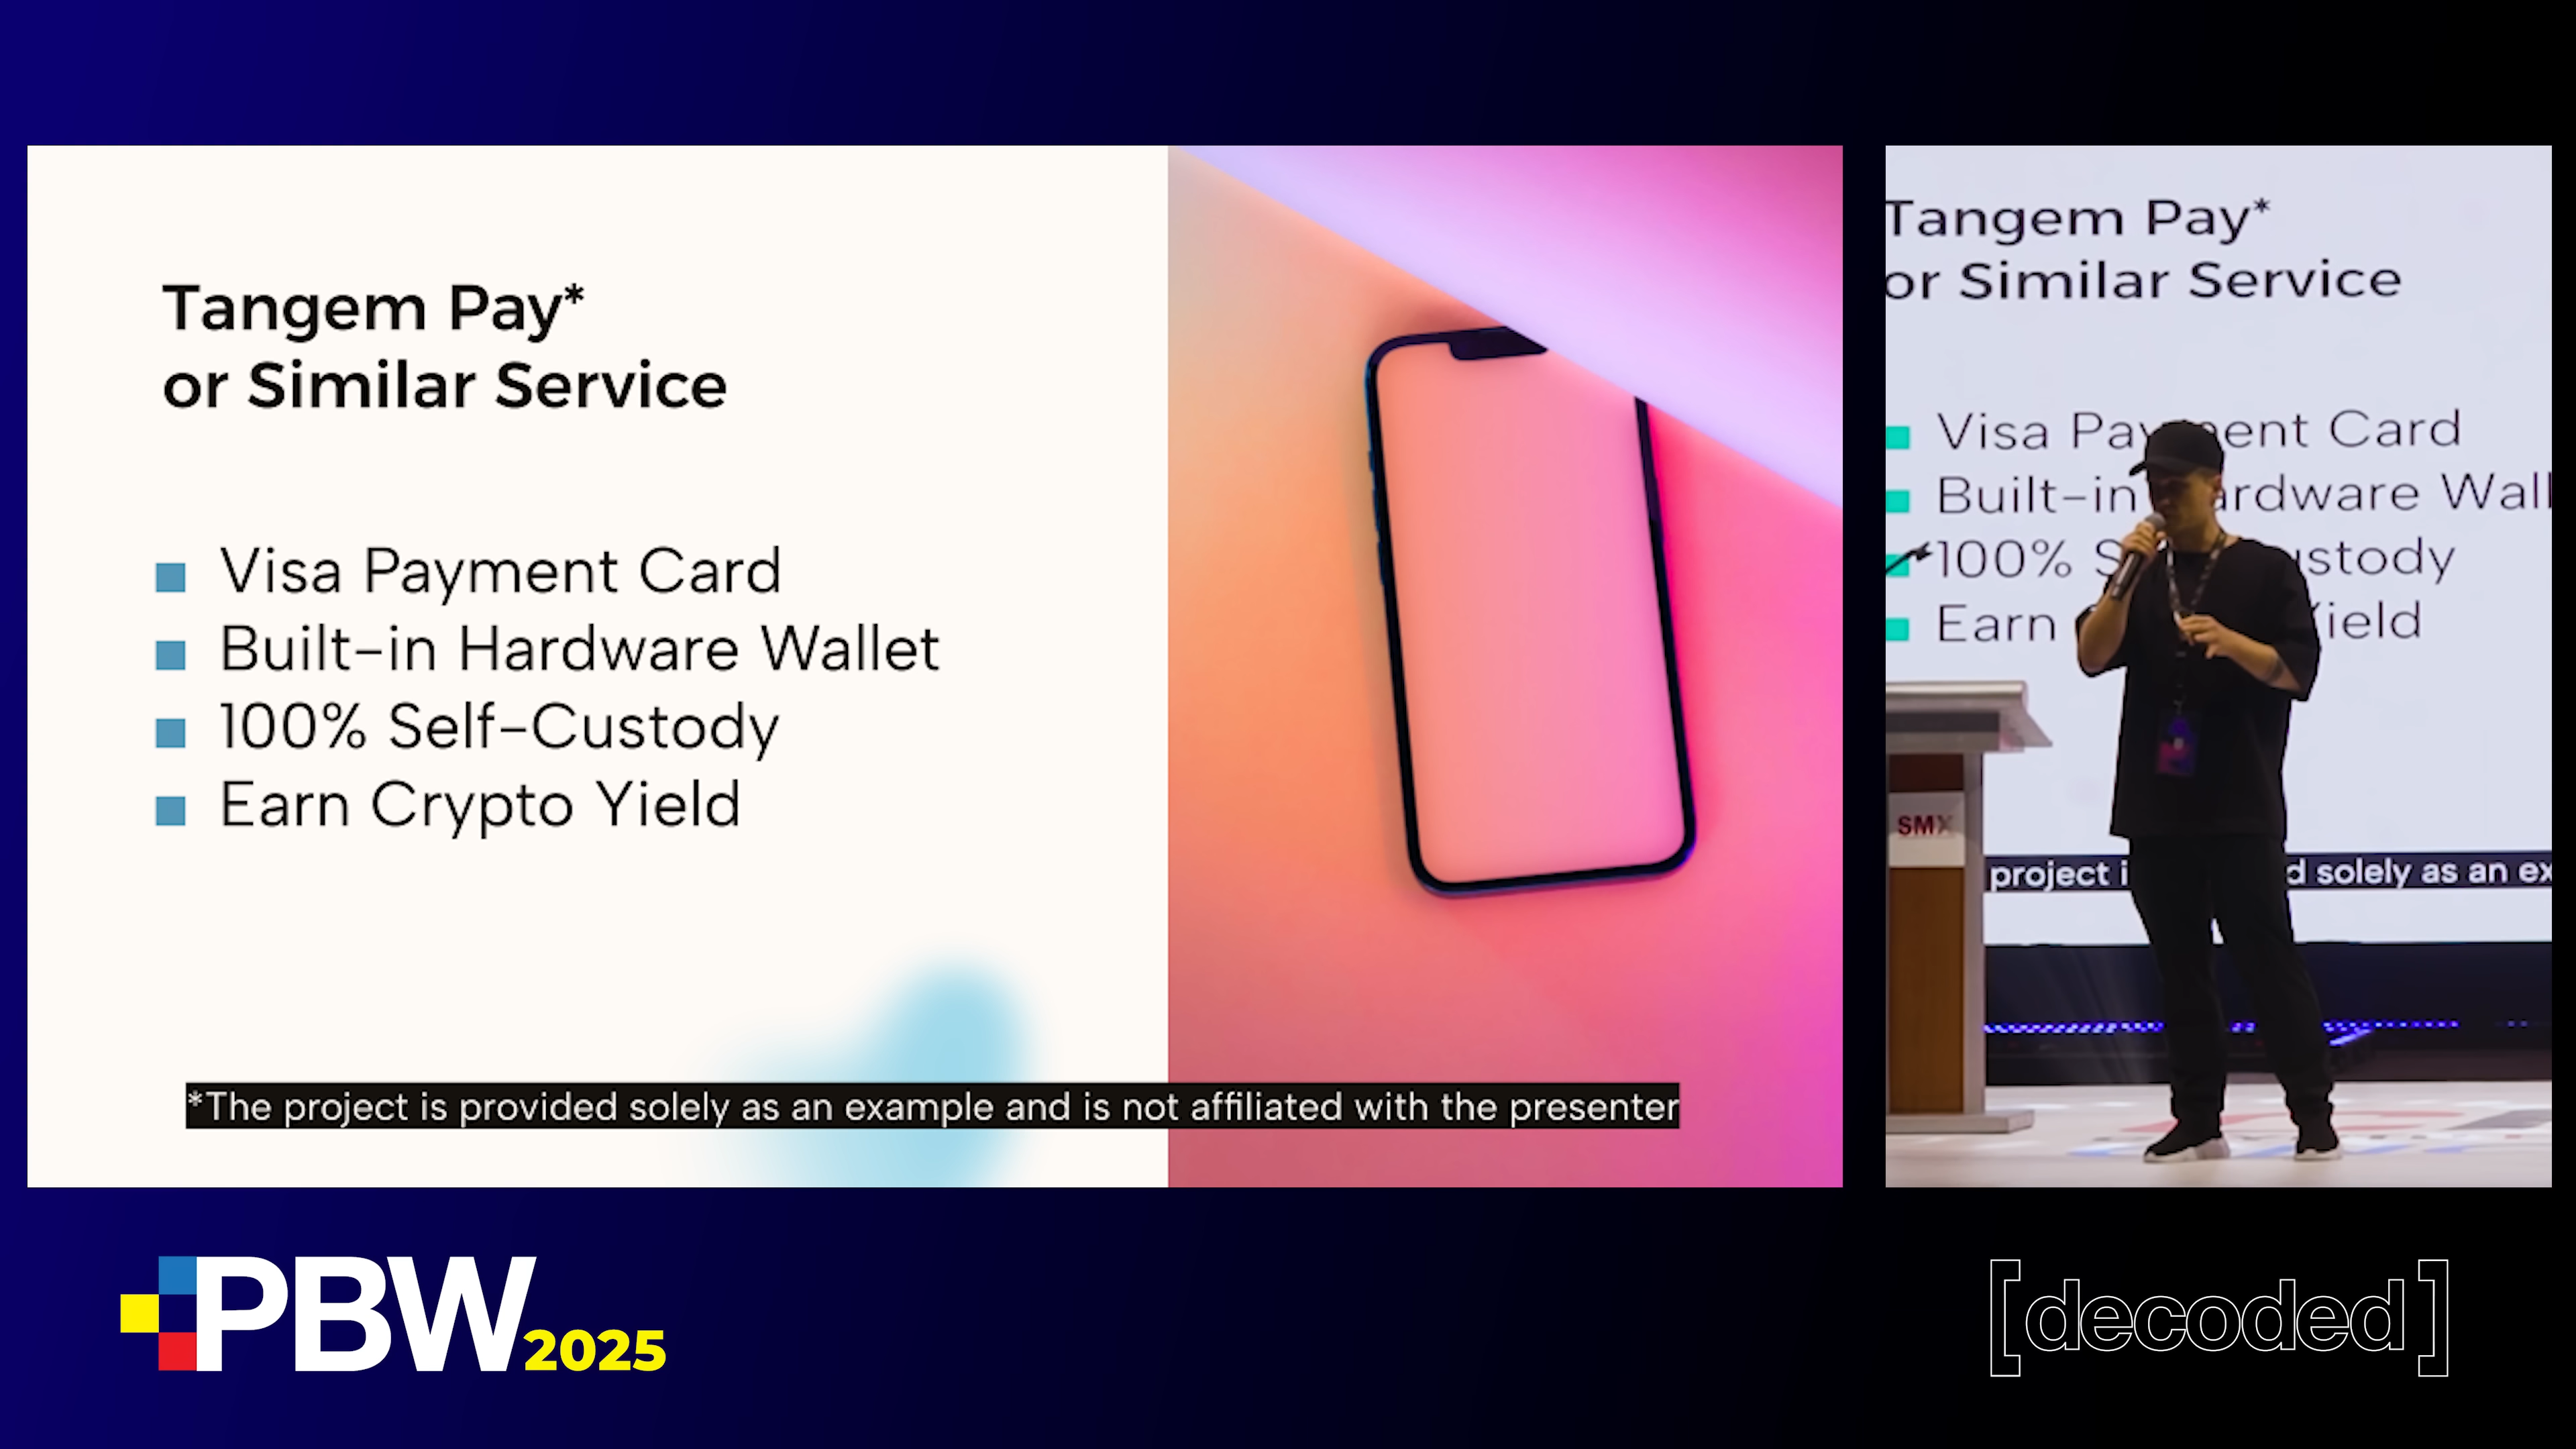 Tangem Pay*
or Similar Service
Visa Payment Card
Built-in Hardware Wallet
100% Self-Custody
Earn Crypto Yield
*The project is provided solely as an example and is not affiliated with the presenter
Tangem Pay*
or Similar Service
Visa Pay ent Card
Built-in ardware Wall
100% S ustody
Earn ield
SMX
project i d solely as an ex
PBW 2025
[decoded]